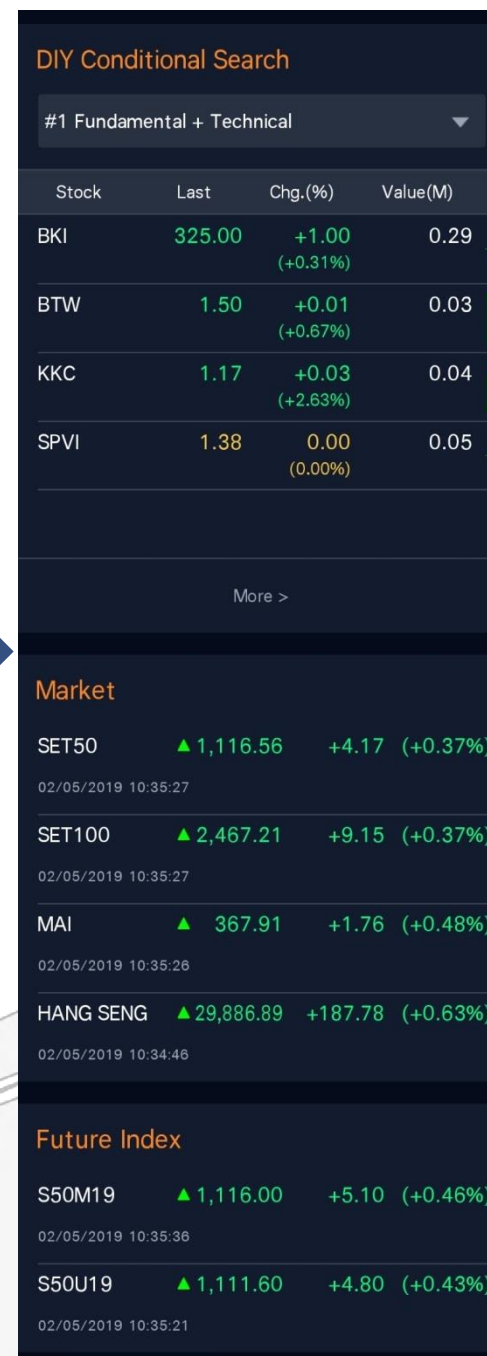 DIY Conditional Search
#1 Fundamental + Technical
Stock Last Chg.(%) Value(M)
BKI 325.00 +1.00 0.29
(+0.31%)
BTW 1.50 +0.01 0.03
(+0.67%)
KKC 1.17 +0.03 0.04
(+2.63%)
SPVI 1.38 0.00 0.05
(0.00%)
More >
Market
SET50 ▲ 1,116.56 +4.17 (+0.37%)
02/05/2019 10:35:27
SET100 ▲ 2,467.21 +9.15 (+0.37%)
02/05/2019 10:35:27
MAI ▲ 367.91 +1.76 (+0.48%)
02/05/2019 10:35:26
HANG SENG ▲ 29,886.89 +187.78 (+0.63%)
02/05/2019 10:34:46
Future Index
S50M19 ▲ 1,116.00 +5.10 (+0.46%)
02/05/2019 10:35:36
S50U19 ▲ 1,111.60 +4.80 (+0.43%)
02/05/2019 10:35:21